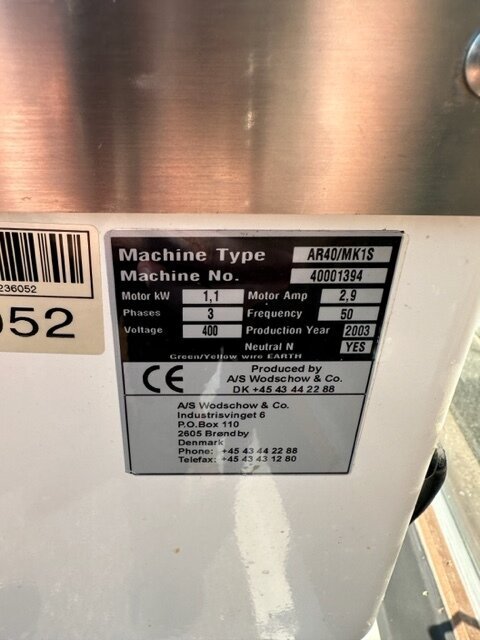 236052
052
Machine Type AR40/MK1S
Machine No. 40001394
Motor kW 1,1 Motor Amp 2,9
Phases 3 Frequency 50
Voltage 400 Production Year 2003
Neutral N YES
Green/Yellow wire EARTH
CE
Produced by
A/S Wodschow & Co.
DK +45 43 44 22 88
A/S Wodschow & Co.
Industrisvinget 6
P.O.Box 110
2605 Brøndby
Denmark
Phone: +45 43 44 22 88
Telefax: +45 43 43 12 80